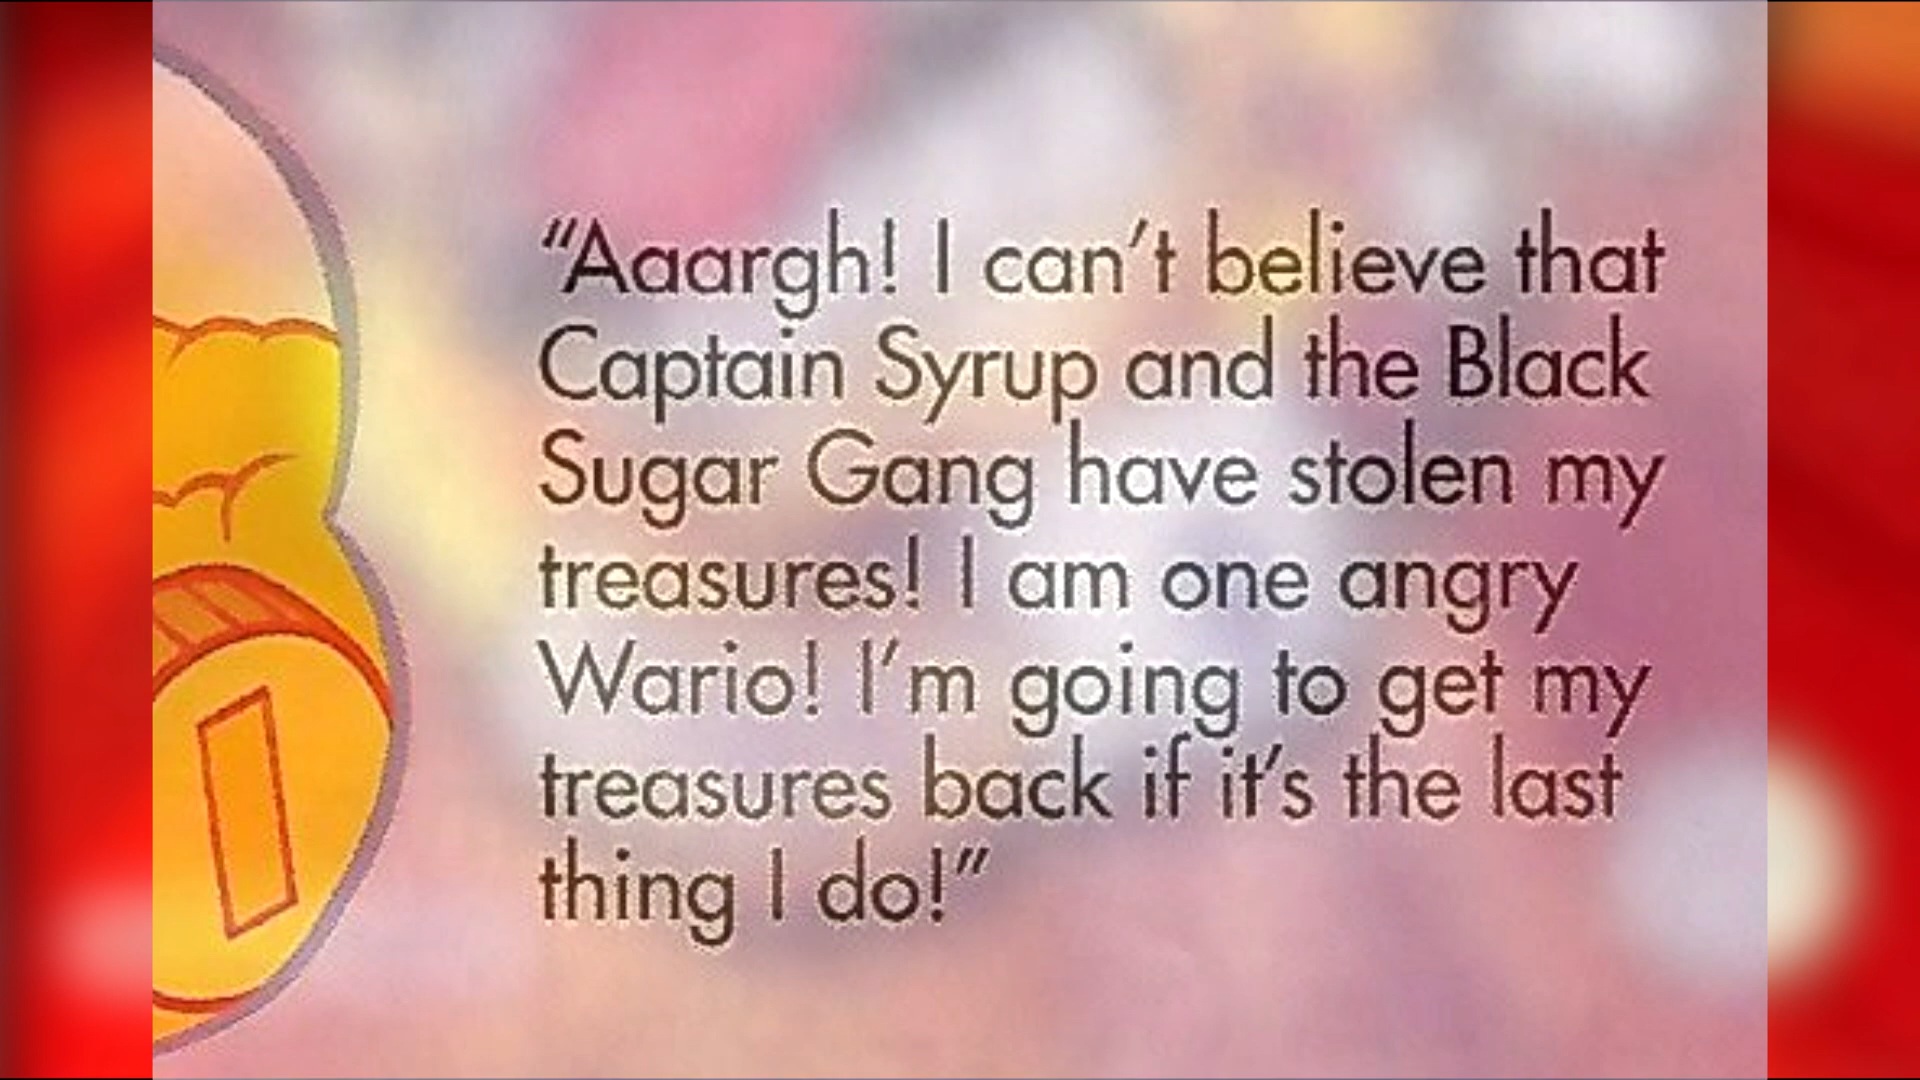 “Aaargh! I can’t believe that
Captain Syrup and the Black
Sugar Gang have stolen my
treasures! I am one angry
Wario! I’m going to get my
treasures back if it’s the last
thing I do!”